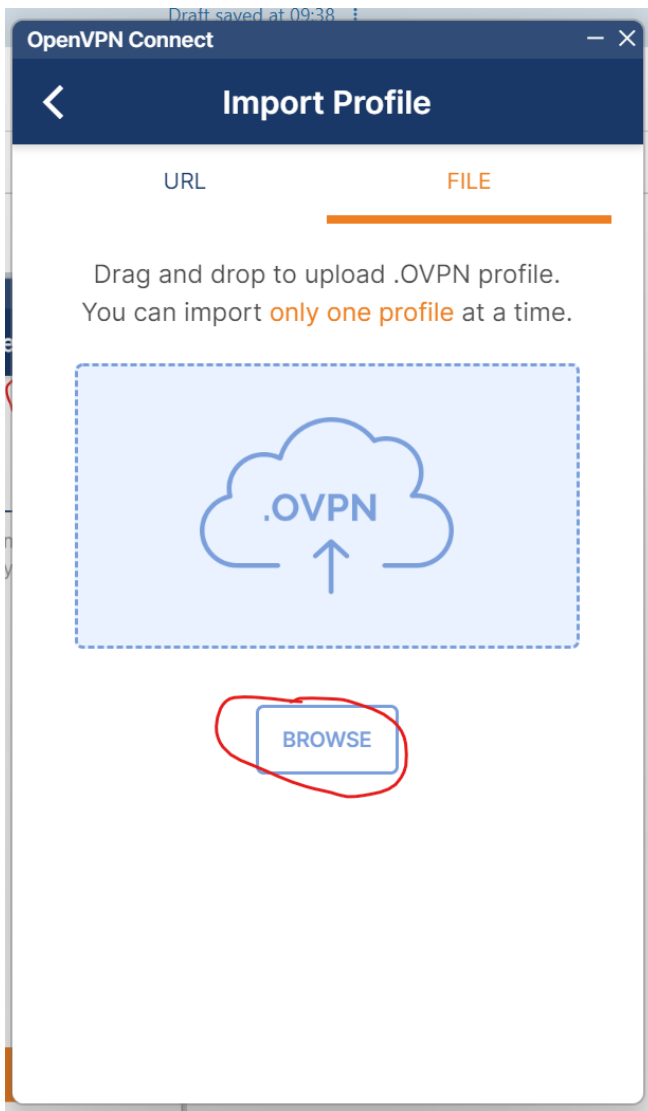 Draft saved at 09:38
OpenVPN Connect
Import Profile
URL
FILE
Drag and drop to upload .OVPN profile.
You can import only one profile at a time.
.OVPN
BROWSE